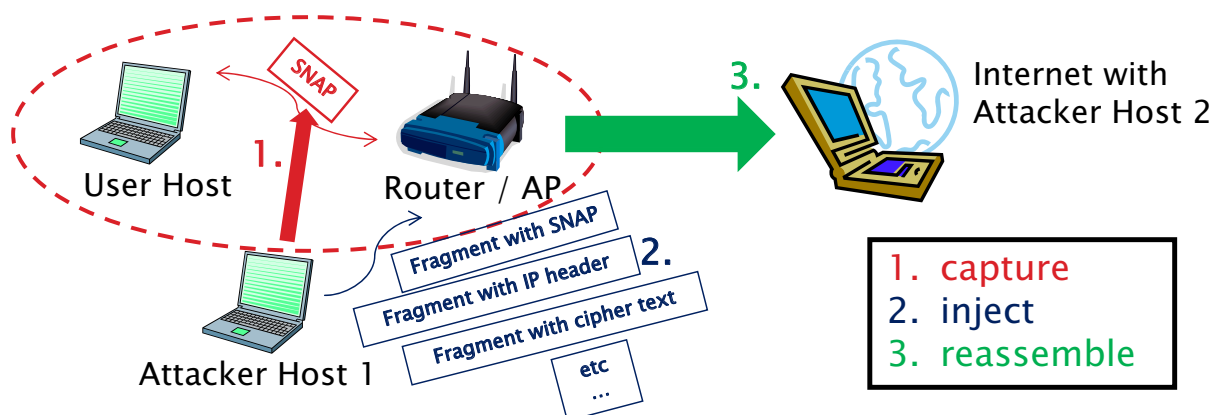 SNAP
1.
User Host
Router / AP
3.
Internet with
Attacker Host 2
Fragment with SNAP
2.
Fragment with IP header
Fragment with cipher text
etc
...
Attacker Host 1
1. capture
2. inject
3. reassemble